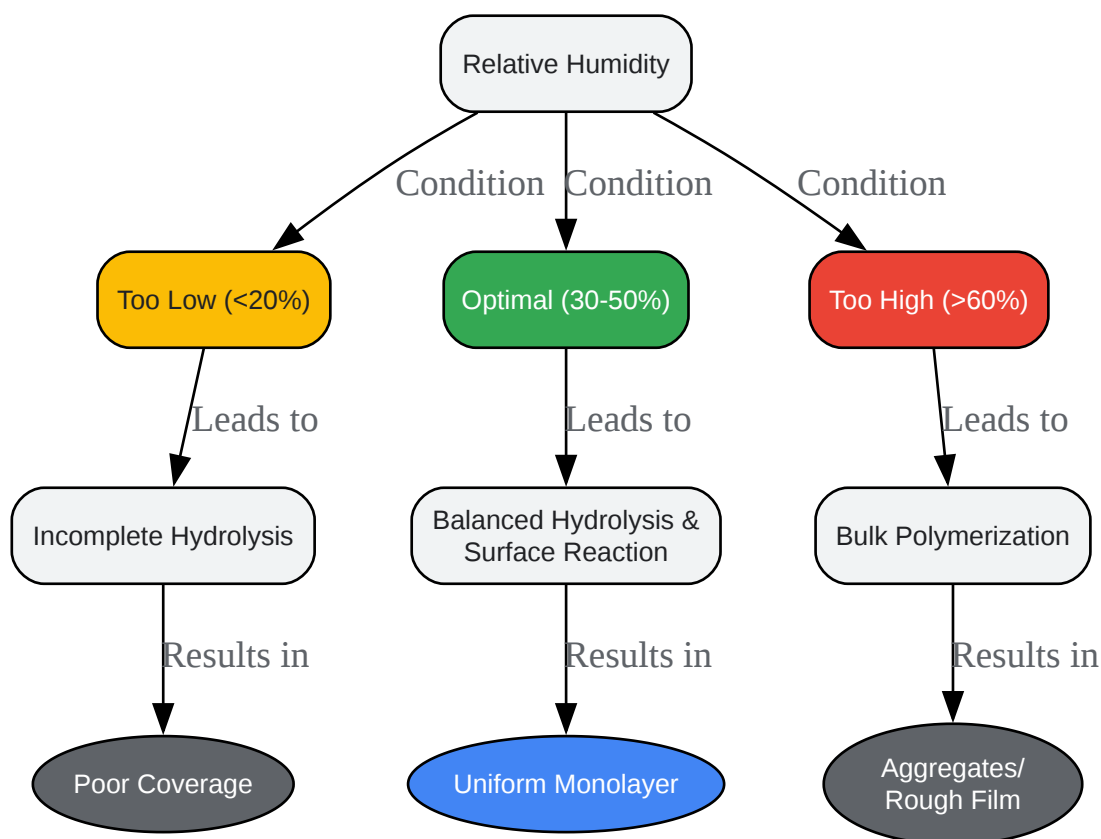 Relative Humidity
Condition
Condition
Condition
Too Low (<20%)
Optimal (30-50%)
Too High (>60%)
Leads to
Leads to
Leads to
Incomplete Hydrolysis
Balanced Hydrolysis &
Surface Reaction
Bulk Polymerization
Results in
Results in
Results in
Poor Coverage
Uniform Monolayer
Aggregates/
Rough Film